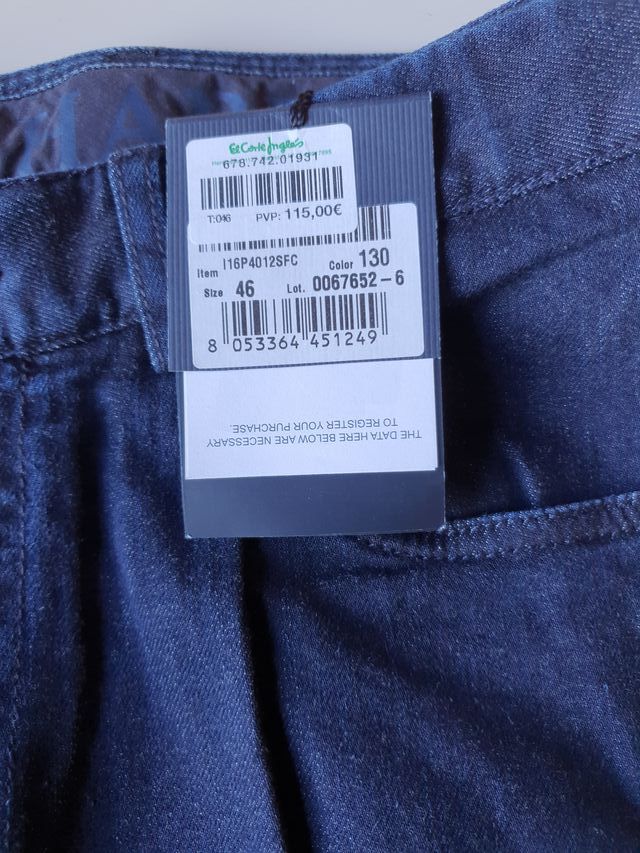 El Corte Inglés
678.742.01931
T:046 PVP: 115,00€
Item I16P4012SFC Color 130
Size 46 Lot. 0067652-6
8 053364 451249
THE DATA HERE BELOW ARE NECESSARY
TO REGISTER YOUR PURCHASE.